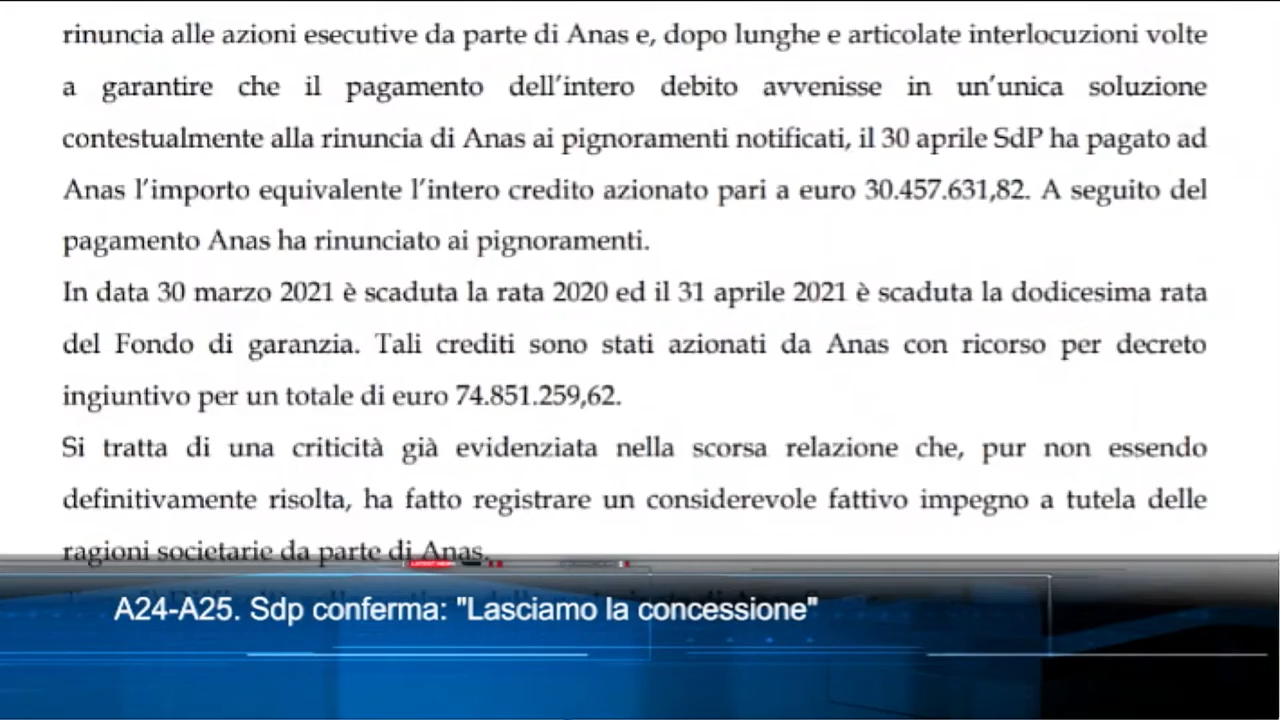 rinuncia alle azioni esecutive da parte di Anas e, dopo lunghe e articolate interlocuzioni volte
a garantire che il pagamento dell'intero debito avvenisse in un'unica soluzione
contestualmente alla rinuncia di Anas ai pignoramenti notificati, il 30 aprile SdP ha pagato ad
Anas l'importo equivalente l'intero credito azionato pari a euro 30.457.631,82. A seguito del
pagamento Anas ha rinunciato ai pignoramenti.
In data 30 marzo 2021 è scaduta la rata 2020 ed il 31 aprile 2021 è scaduta la dodicesima rata
del Fondo di garanzia. Tali crediti sono stati azionati da Anas con ricorso per decreto
ingiuntivo per un totale di euro 74.851.259,62.
Si tratta di una criticità già evidenziata nella scorsa relazione che, pur non essendo
definitivamente risolta, ha fatto registrare un considerevole fattivo impegno a tutela delle
ragioni societarie da parte di Anas.
LATEST NEWS
A24-A25. Sdp conferma: "Lasciamo la concessione"